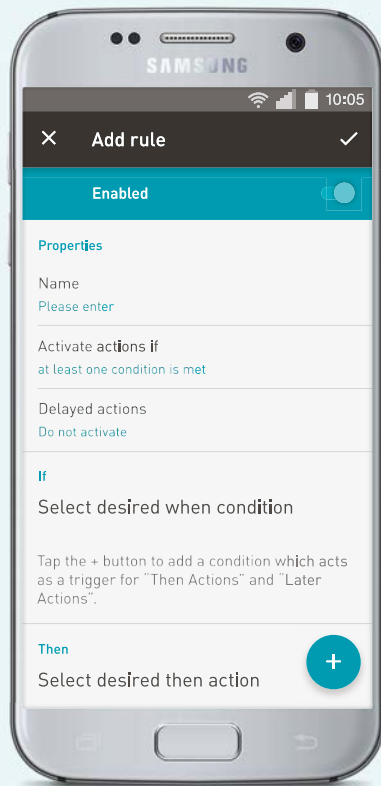 SAMSUNG
10:05
Add rule
Enabled
Properties
Name
Please enter
Activate actions if
at least one condition is met
Delayed actions
Do not activate
If
Select desired when condition
Tap the + button to add a condition which acts
as a trigger for "Then Actions" and "Later
Actions".
Then
+
Select desired then action